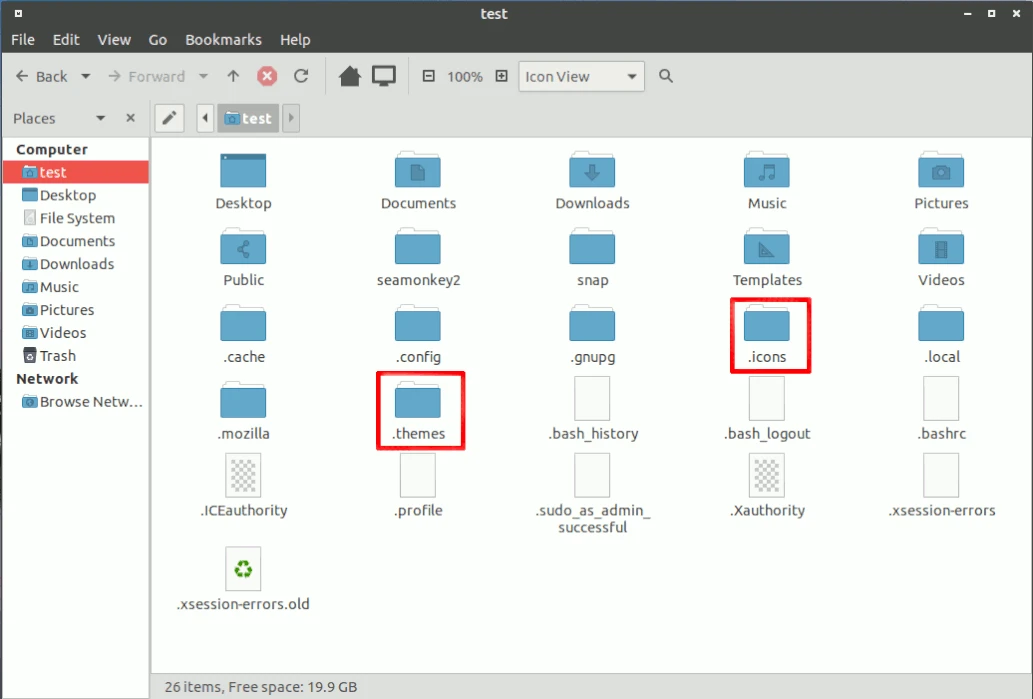 test
File Edit View Go Bookmarks Help
Back Forward 100% Icon View
Places test
Computer
test
Desktop
File System
Documents
Downloads
Music
Pictures
Videos
Trash
Network
Browse Netw...
Desktop Documents Downloads Music Pictures
Public seamonkey2 snap Templates Videos
.cache .config .gnupg .icons .local
.mozilla .themes .bash_history .bash_logout .bashrc
.ICEauthority .profile .sudo_as_admin_ .Xauthority .xsession-errors
successful
.xsession-errors.old
26 items, Free space: 19.9 GB